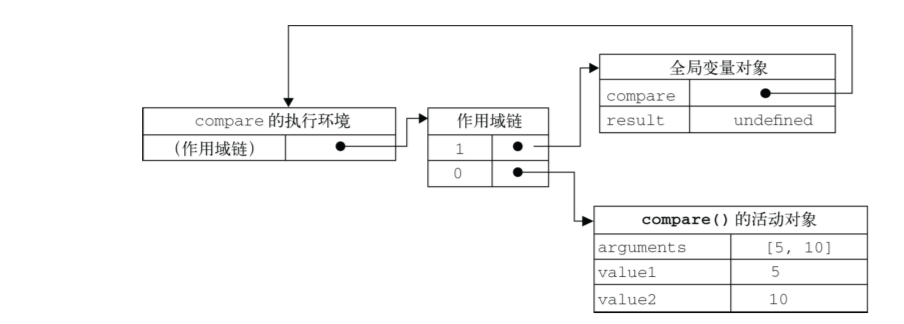 全局变量对象
compare
result undefined
compare 的执行环境
(作用域链)
作用域链
1
0
compare() 的活动对象
arguments [5, 10]
value1 5
value2 10